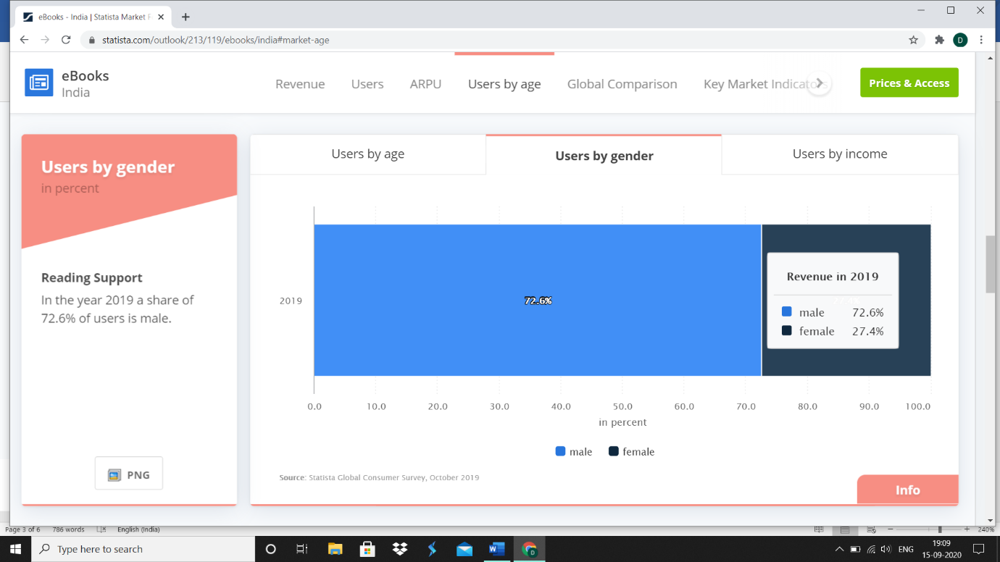 eBooks - India | Statista Market F
statista.com/outlook/213/119/ebooks/india#market-age
D
eBooks
India
Revenue
Users
ARPU
Users by age
Global Comparison
Key Market Indicators
Prices & Access
Users by gender
in percent
Reading Support
In the year 2019 a share of
72.6% of users is male.
PNG
Users by age
Users by gender
Users by income
2019
72.6%
Revenue in 2019
male 72.6%
female 27.4%
0.0 10.0 20.0 30.0 40.0 50.0 60.0 70.0 80.0 90.0 100.0
in percent
male female
Source: Statista Global Consumer Survey, October 2019
Info
Page 3 of 6 786 words English (India) 240%
Type here to search
ENG
19:09
15-09-2020